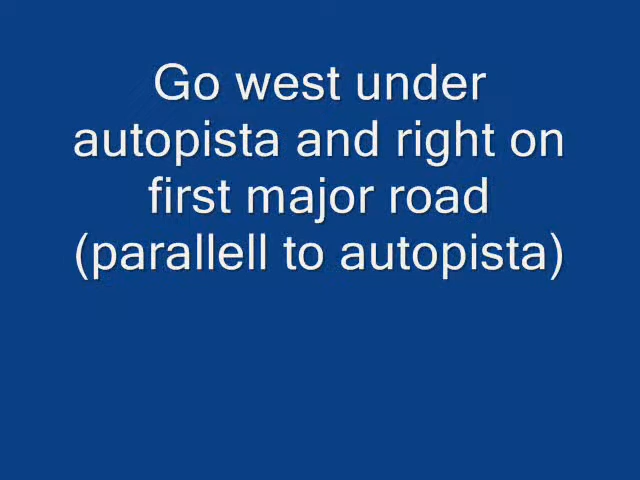 Go west under
autopista and right on
first major road
(parallell to autopista)